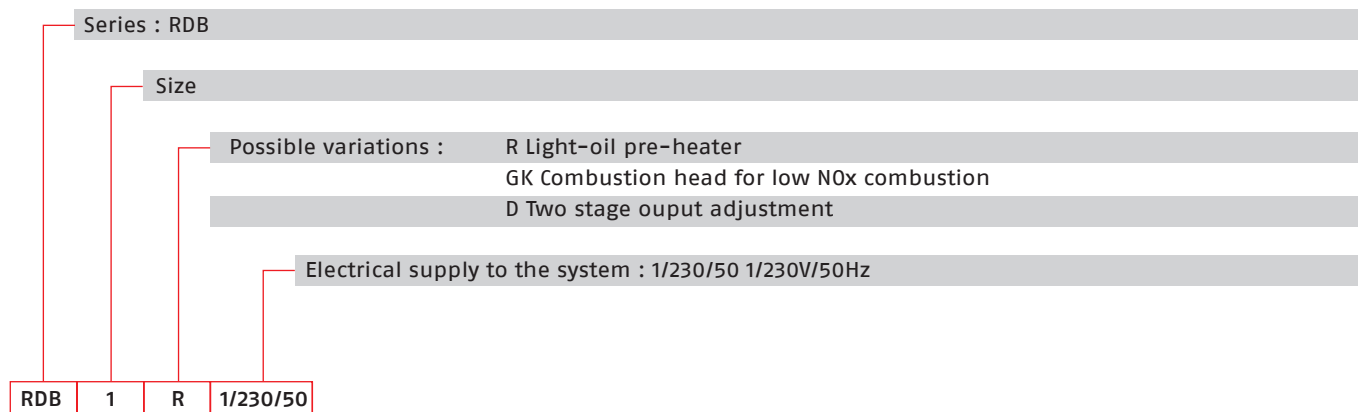 Series : RDB
Size
Possible variations : R Light-oil pre-heater
GK Combustion head for low N0x combustion
D Two stage ouput adjustment
Electrical supply to the system : 1/230/50 1/230V/50Hz
RDB 1 R 1/230/50